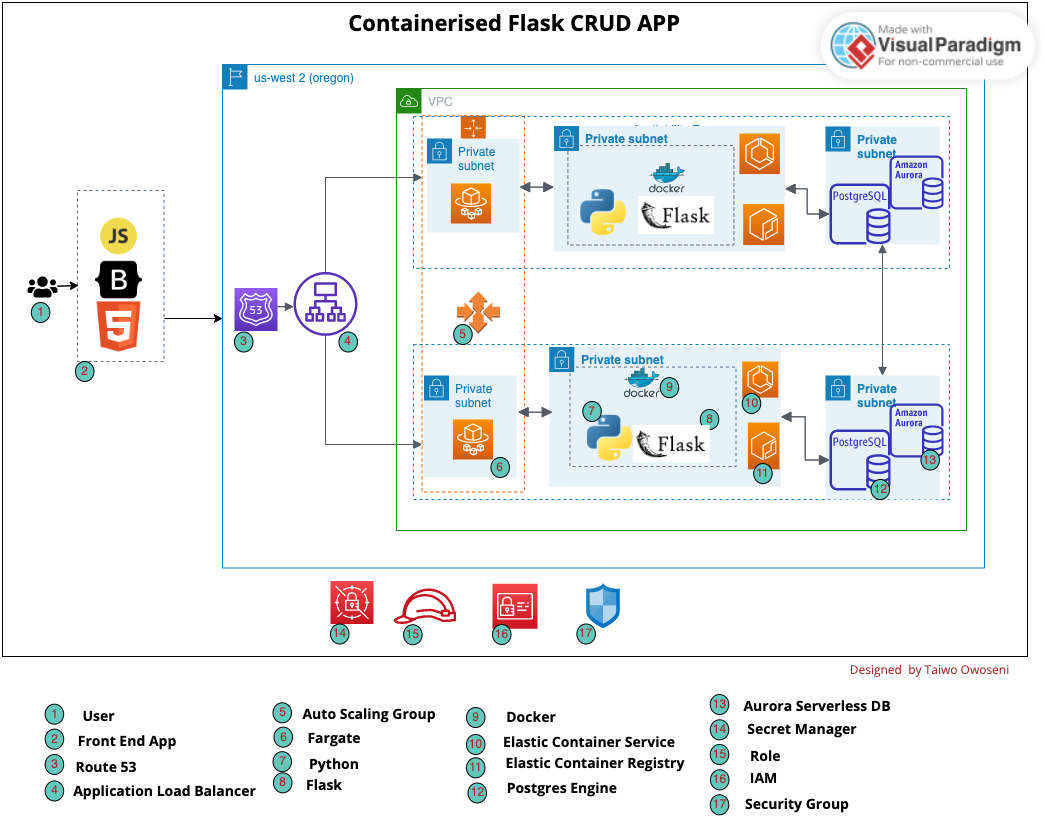 Containerised Flask CRUD APP
Made with
VisualParadigm
For non-commercial use
us-west 2 (oregon)
VPC
Private
subnet
Private subnet
docker
Flask
Private
subnet
Amazon
Aurora
PostgreSQL
JS
B
5
1
2
53
3
4
5
Private
subnet
6
Private subnet
docker
9
7
8
Flask
10
11
Private
subnet
Amazon
Aurora
PostgreSQL
13
12
14
15
16
17
Designed by Taiwo Owoseni
1 User
2 Front End App
3 Route 53
4 Application Load Balancer
5 Auto Scaling Group
6 Fargate
7 Python
8 Flask
9 Docker
10 Elastic Container Service
11 Elastic Container Registry
12 Postgres Engine
13 Aurora Serverless DB
14 Secret Manager
15 Role
16 IAM
17 Security Group